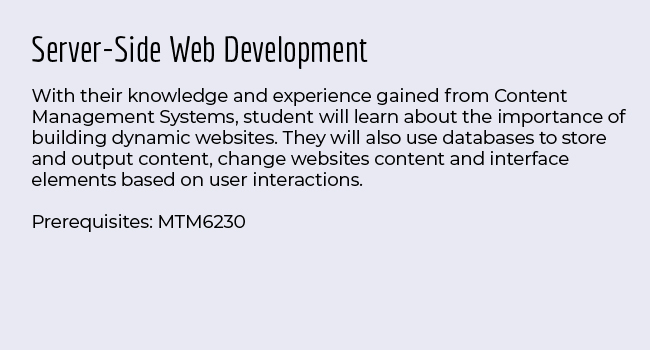 Server-Side Web Development
With their knowledge and experience gained from Content
Management Systems, student will learn about the importance of
building dynamic websites. They will also use databases to store
and output content, change websites content and interface
elements based on user interactions.
Prerequisites: MTM6230